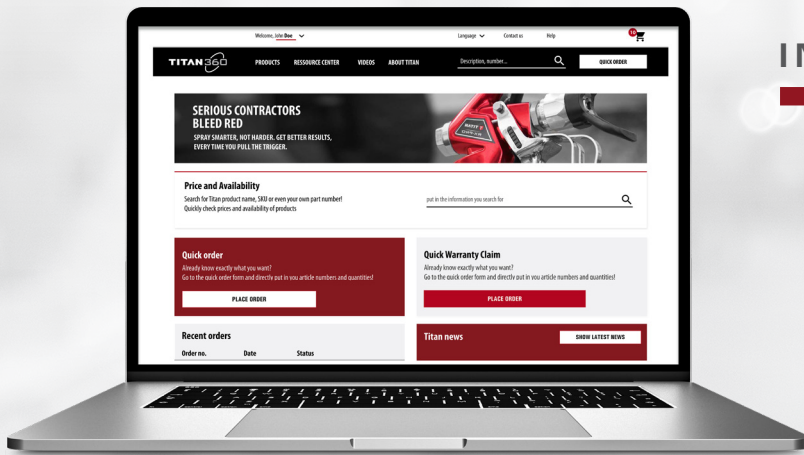 Welcome, John Doe
Language
Contact us
Help
TITAN360
PRODUCTS
RESSOURCE CENTER
VIDEOS
ABOUT TITAN
Description, number...
QUICK ORDER
SERIOUS CONTRACTORS
BLEED RED
SPRAY SMARTER, NOT HARDER. GET BETTER RESULTS,
EVERY TIME YOU PULL THE TRIGGER.
Price and Availability
Search for Titan product name, SKU or even your own part number!
Quickly check prices and availability of products
put in the information you search for
Quick order
Already know exactly what you want?
Go to the quick order form and directly put in you article numbers and quantities!
PLACE ORDER
Quick Warranty Claim
Already know exactly what you want?
Go to the quick order form and directly put in you article numbers and quantities!
PLACE ORDER
Recent orders
Order no.
Date
Status
Titan news
SHOW LATEST NEWS